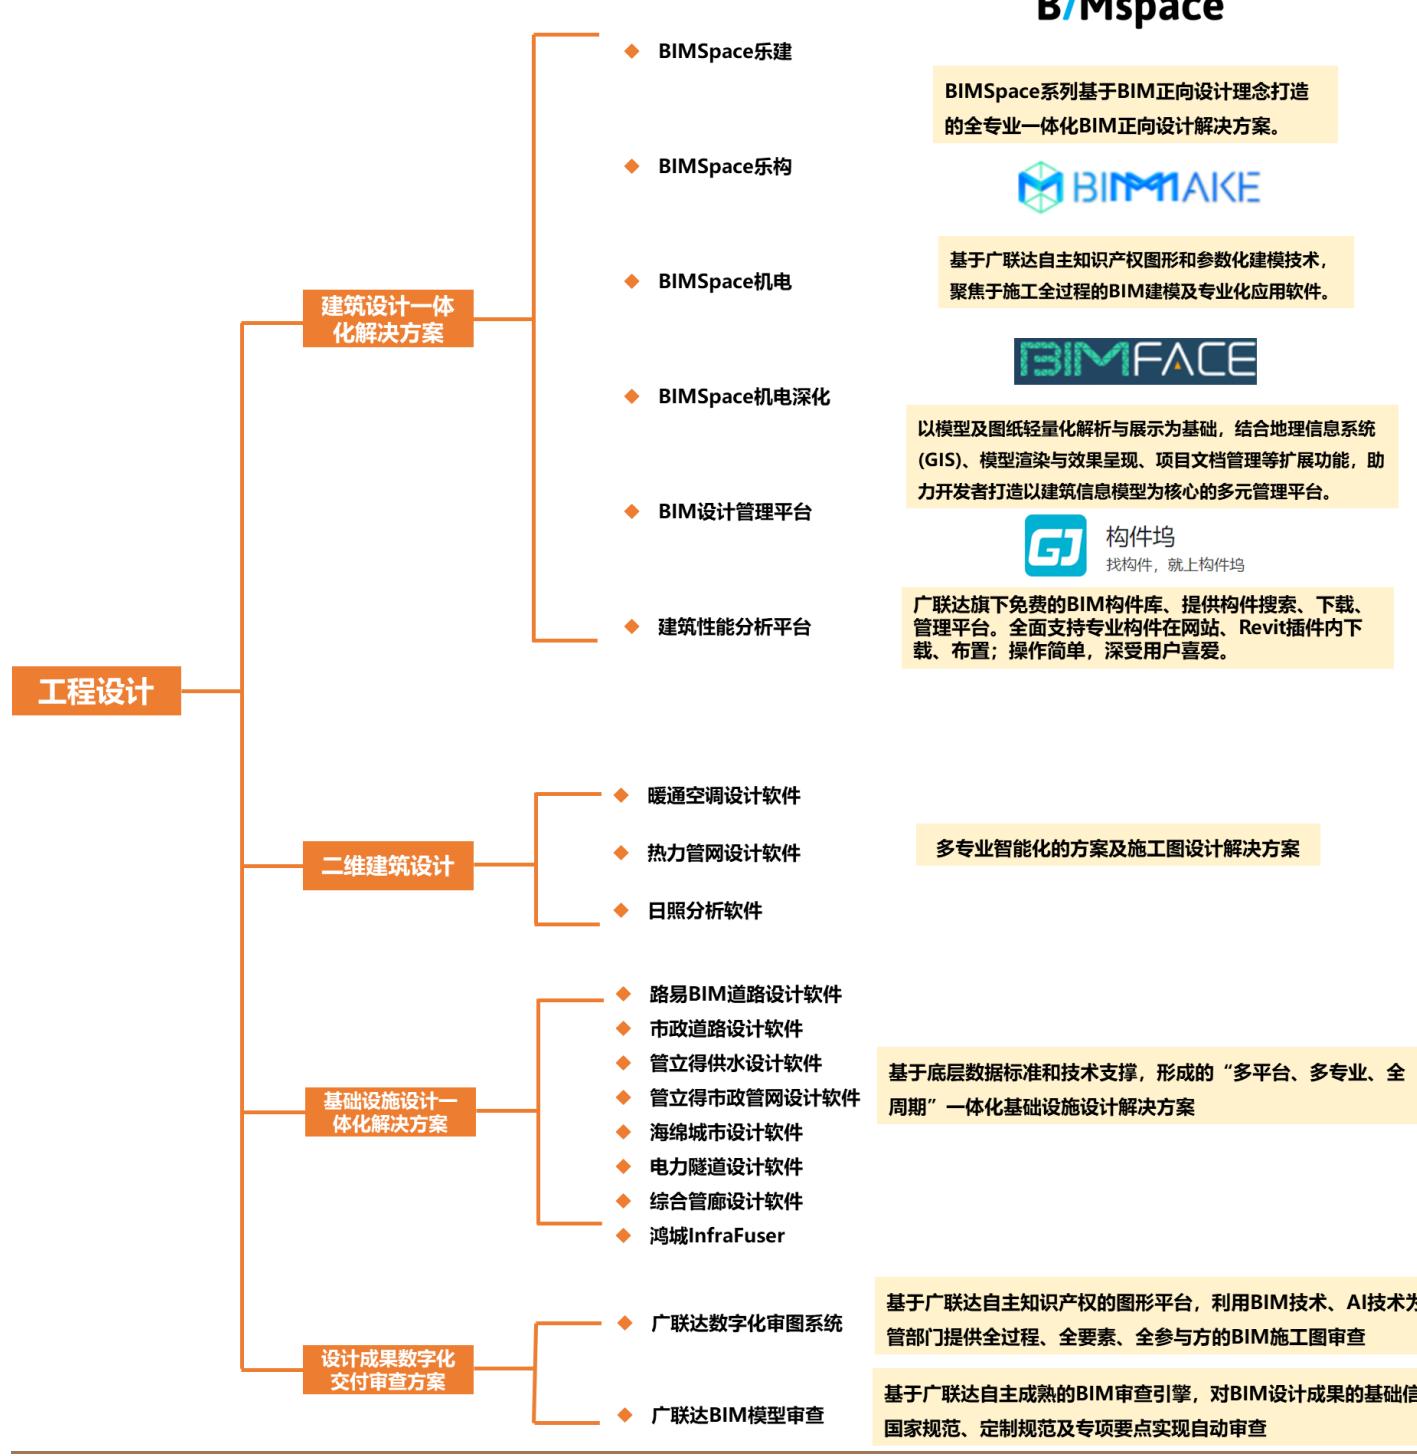 BIMspace
BIMSpace乐建
BIMSpace系列基于BIM正向设计理念打造
的全专业一体化BIM正向设计解决方案。
BIMSpace乐构
BIMMAKE
BIMSpace机电
基于广联达自主知识产权图形和参数化建模技术，
聚焦于施工全过程的BIM建模及专业化应用软件。
建筑设计一体
化解决方案
BIMFACE
BIMSpace机电深化
以模型及图纸轻量化解析与展示为基础，结合地理信息系统
(GIS)、模型渲染与效果呈现、项目文档管理等扩展功能，助
力开发者打造以建筑信息模型为核心的多元管理平台。
BIM设计管理平台
GJ
构件坞
找构件，就上构件坞
广联达旗下免费的BIM构件库、提供构件搜索、下载、
管理平台。全面支持专业构件在网站、Revit插件内下
载、布置；操作简单，深受用户喜爱。
建筑性能分析平台
工程设计
二维建筑设计
暖通空调设计软件
热力管网设计软件
日照分析软件
多专业智能化的方案及施工图设计解决方案
基础设施设计一
体化解决方案
路易BIM道路设计软件
市政道路设计软件
管立得供水设计软件
管立得市政管网设计软件
海绵城市设计软件
电力隧道设计软件
综合管廊设计软件
鸿城InfraFuser
基于底层数据标准和技术支撑，形成的“多平台、多专业、全
周期”一体化基础设施设计解决方案
设计成果数字化
交付审查方案
广联达数字化审图系统
基于广联达自主知识产权的图形平台，利用BIM技术、AI技术为
管部门提供全过程、全要素、全参与方的BIM施工图审查
广联达BIM模型审查
基于广联达自主成熟的BIM审查引擎，对BIM设计成果的基础信
国家规范、定制规范及专项要点实现自动审查